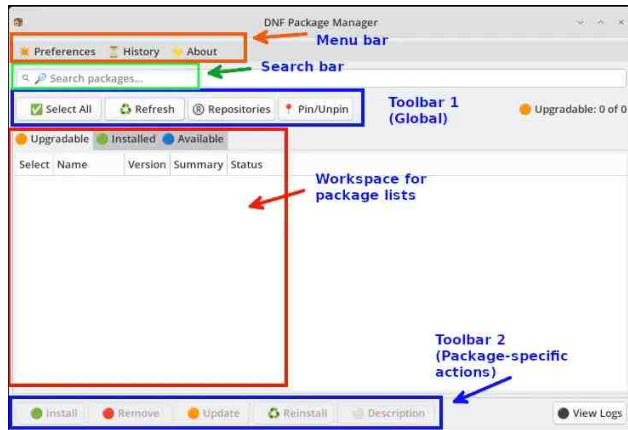 DNF Package Manager
Preferences History About
Menu bar
Search packages...
Search bar
Select All Refresh Repositories Pin/Unpin
Toolbar 1
(Global)
Upgradable: 0 of 0
Upgradable Installed Available
Select Name Version Summary Status
Workspace for
package lists
Toolbar 2
(Package-specific
actions)
Install Remove Update Reinstall Description View Logs